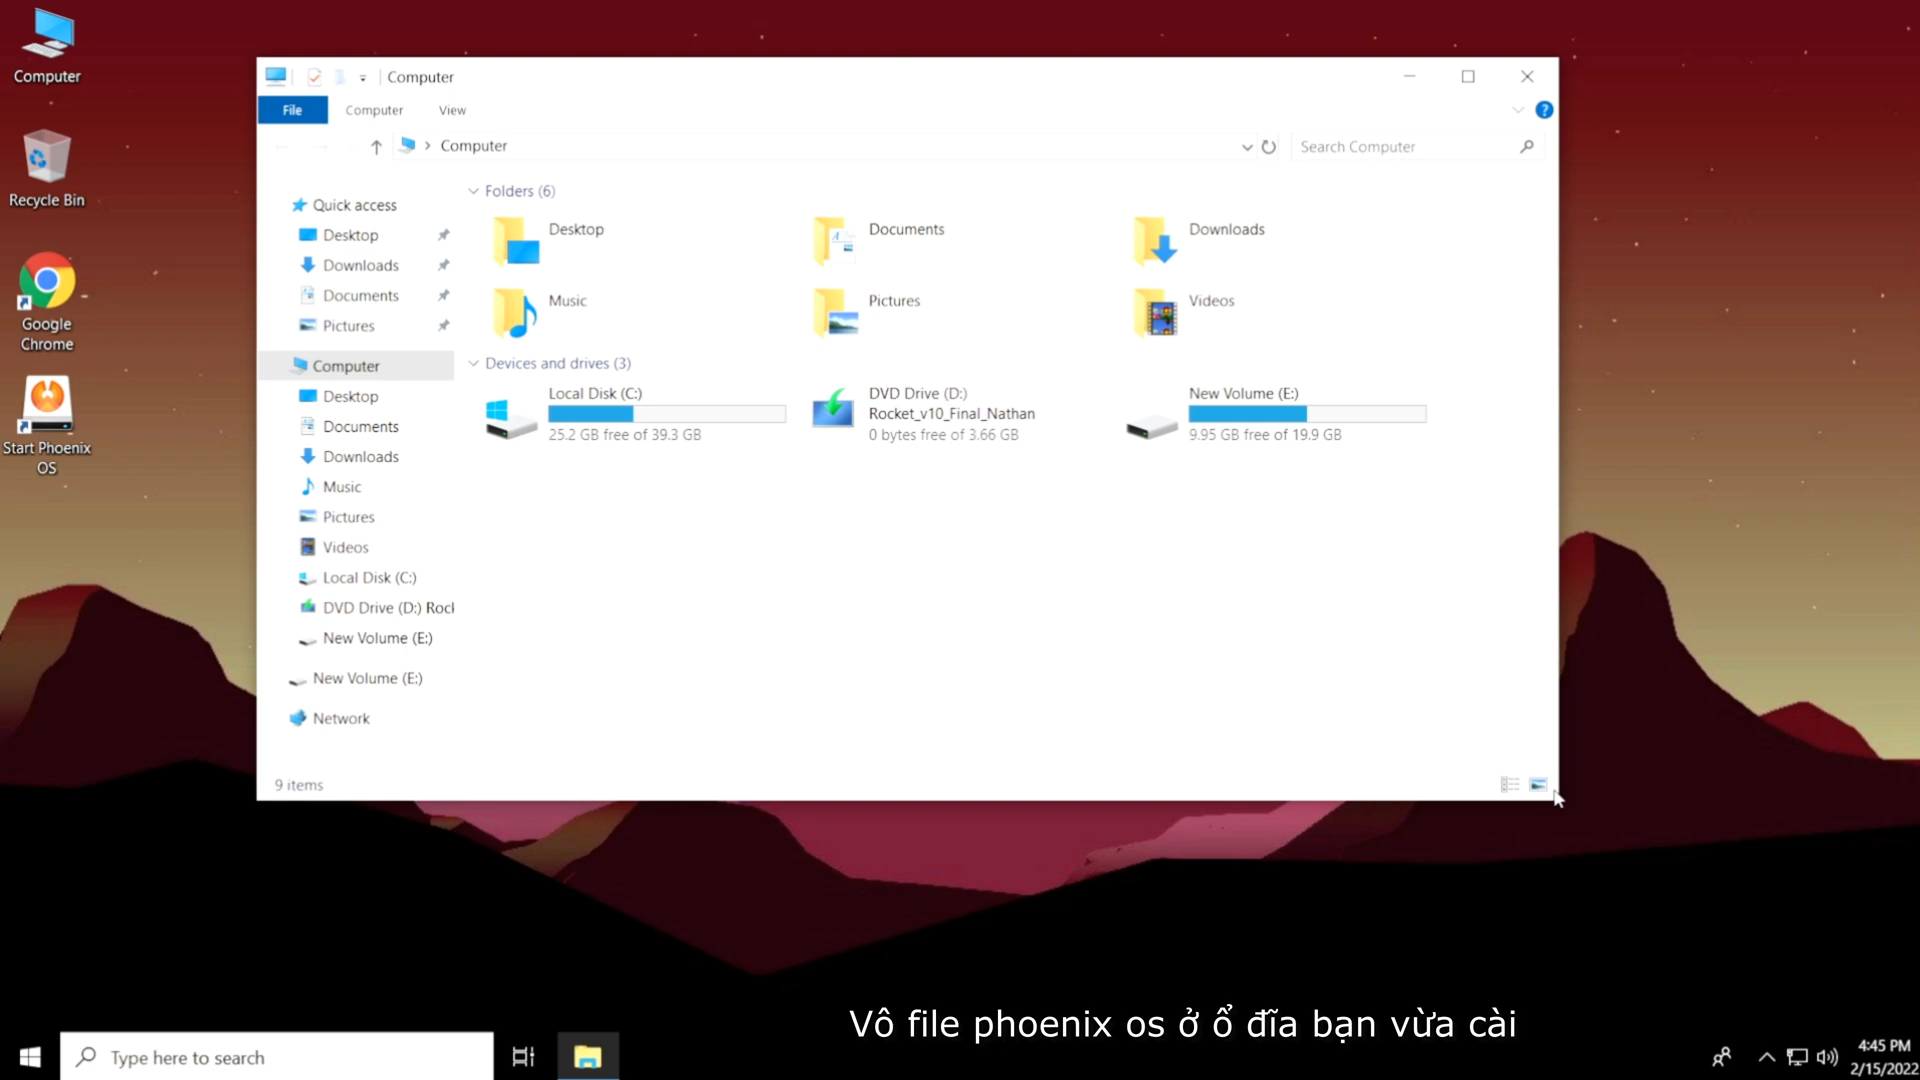 Computer
Recycle Bin
Google
Chrome
Start Phoenix
OS
Computer
File
Computer
View
Computer
Search Computer
Quick access
Desktop
Downloads
Documents
Pictures
Computer
Desktop
Documents
Downloads
Music
Pictures
Videos
Local Disk (C:)
DVD Drive (D:) Rocl
New Volume (E:)
New Volume (E:)
Network
Folders (6)
Desktop
Documents
Downloads
Music
Pictures
Videos
Devices and drives (3)
Local Disk (C:)
25.2 GB free of 39.3 GB
DVD Drive (D:)
Rocket_v10_Final_Nathan
0 bytes free of 3.66 GB
New Volume (E:)
9.95 GB free of 19.9 GB
9 items
Vô file phoenix os ở ổ đĩa bạn vừa cài
Type here to search
4:45 PM
2/15/2022